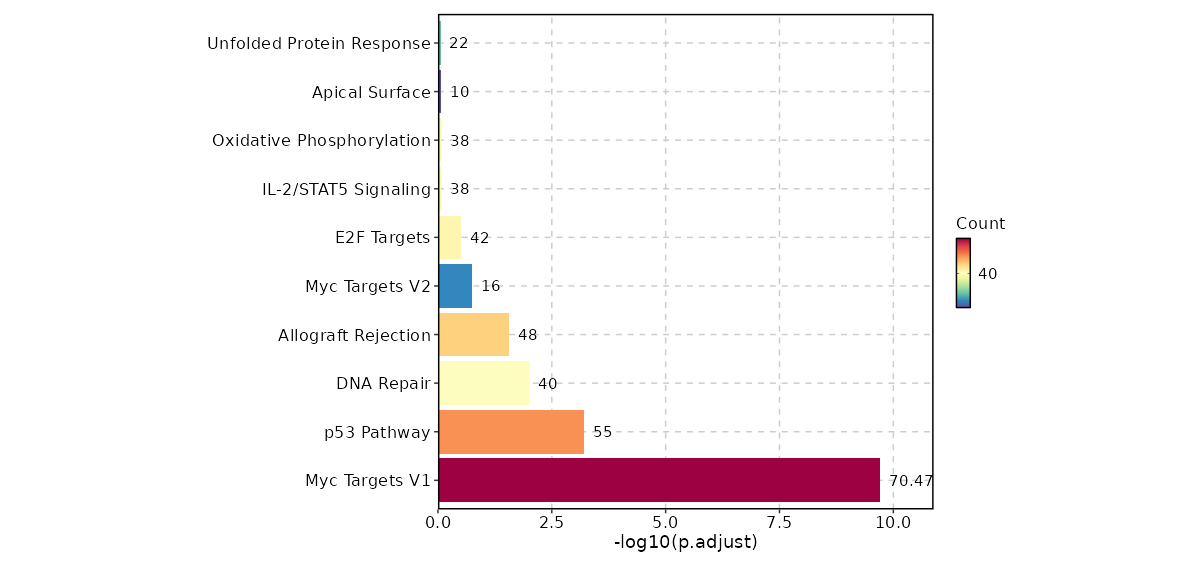 Unfolded Protein Response 22
Apical Surface 10
Oxidative Phosphorylation 38
IL-2/STAT5 Signaling 38
E2F Targets 42
Myc Targets V2 16
Allograft Rejection 48
DNA Repair 40
p53 Pathway 55
Myc Targets V1 70.47
0.0 2.5 5.0 7.5 10.0
-log10(p.adjust)
Count
40